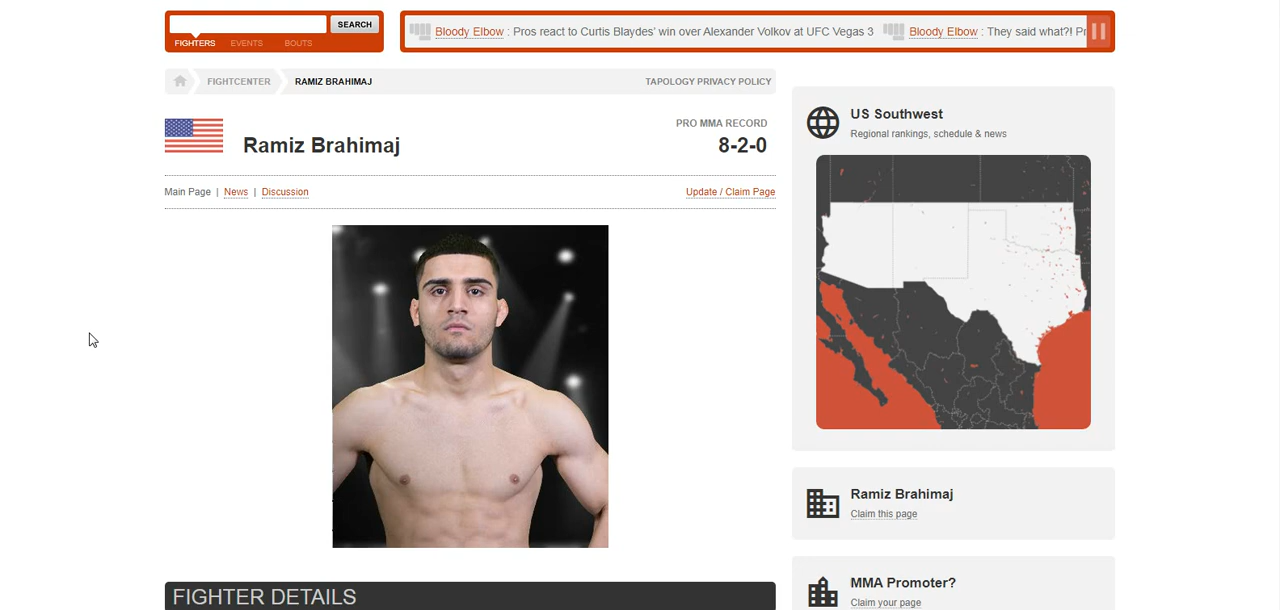 SEARCH
FIGHTERS EVENTS BOUTS
Bloody Elbow : Pros react to Curtis Blaydes' win over Alexander Volkov at UFC Vegas 3 Bloody Elbow : They said what?! Pr
FIGHTCENTER RAMIZ BRAHIMAJ TAPOLOGY PRIVACY POLICY
Ramiz Brahimaj
PRO MMA RECORD
8-2-0
Main Page | News | Discussion Update / Claim Page
FIGHTER DETAILS
US Southwest
Regional rankings, schedule & news
Ramiz Brahimaj
Claim this page
MMA Promoter?
Claim your page